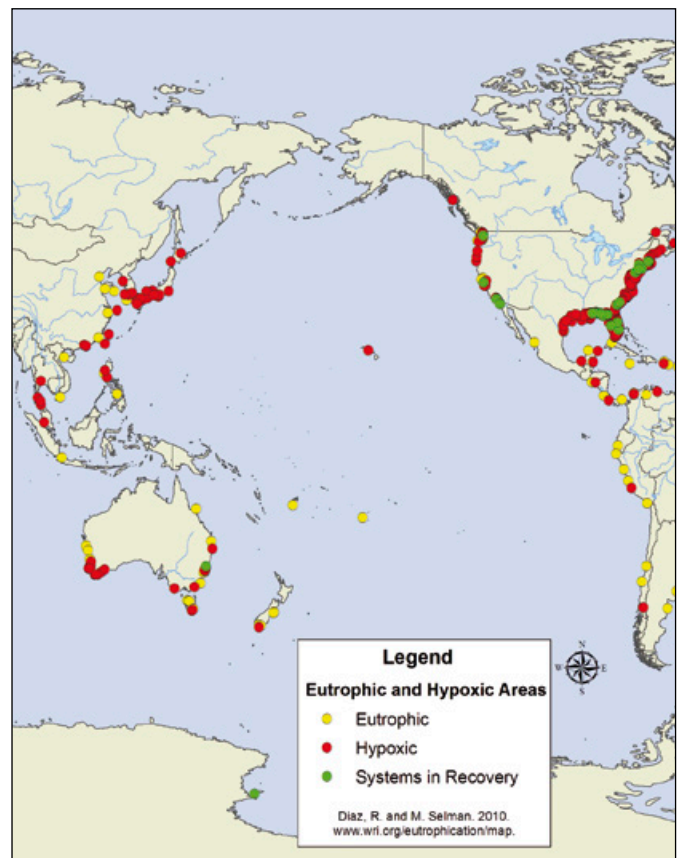 N
W E
S
Legend
Eutrophic and Hypoxic Areas
Eutrophic
Hypoxic
Systems in Recovery
Diaz, R. and M. Selman. 2010.
www.wri.org/eutrophication/map.